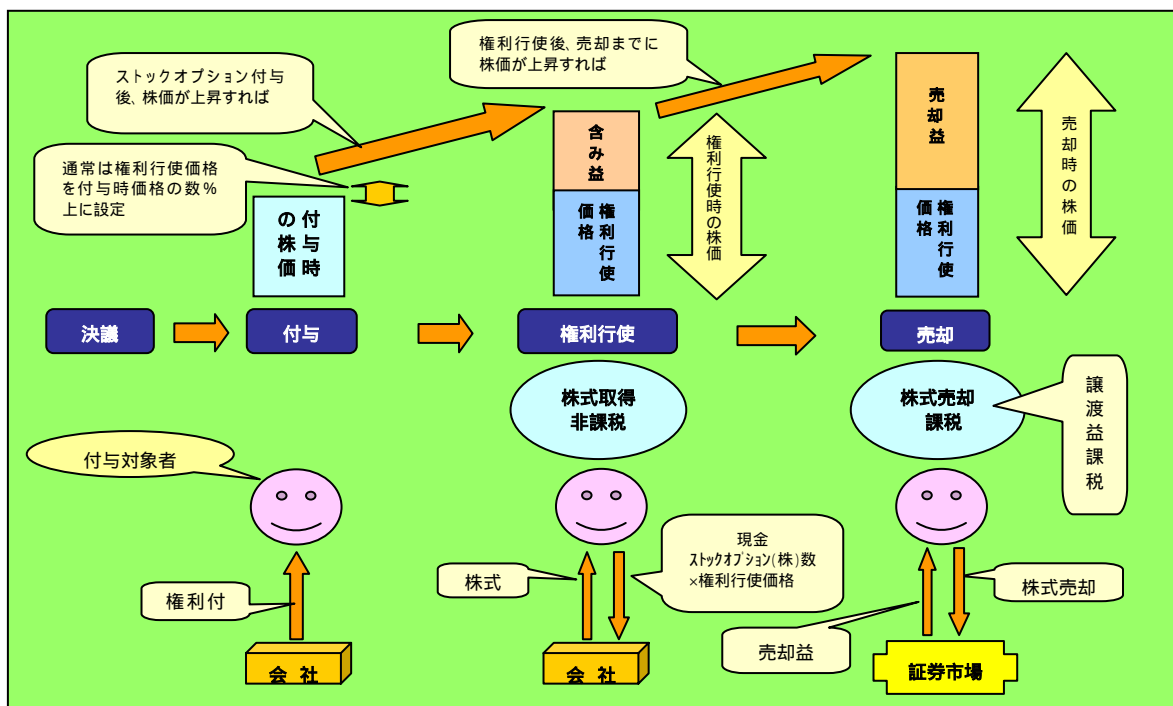 ストックオプション付与
後、株価が上昇すれば
権利行使後、売却までに
株価が上昇すれば
通常は権利行使価格
を付与時価格の数％
上に設定
付与時
の株価
含み益
権利行使
価格
権利行使時の株価
売却益
権利行使
価格
売却時の株価
決議
付与
権利行使
売却
株式取得
非課税
株式売却
課税
譲渡益課税
付与対象者
権利付
株式
現金
ストックオプション(株)数
×権利行使価格
売却益
株式売却
会 社
会 社
証券市場